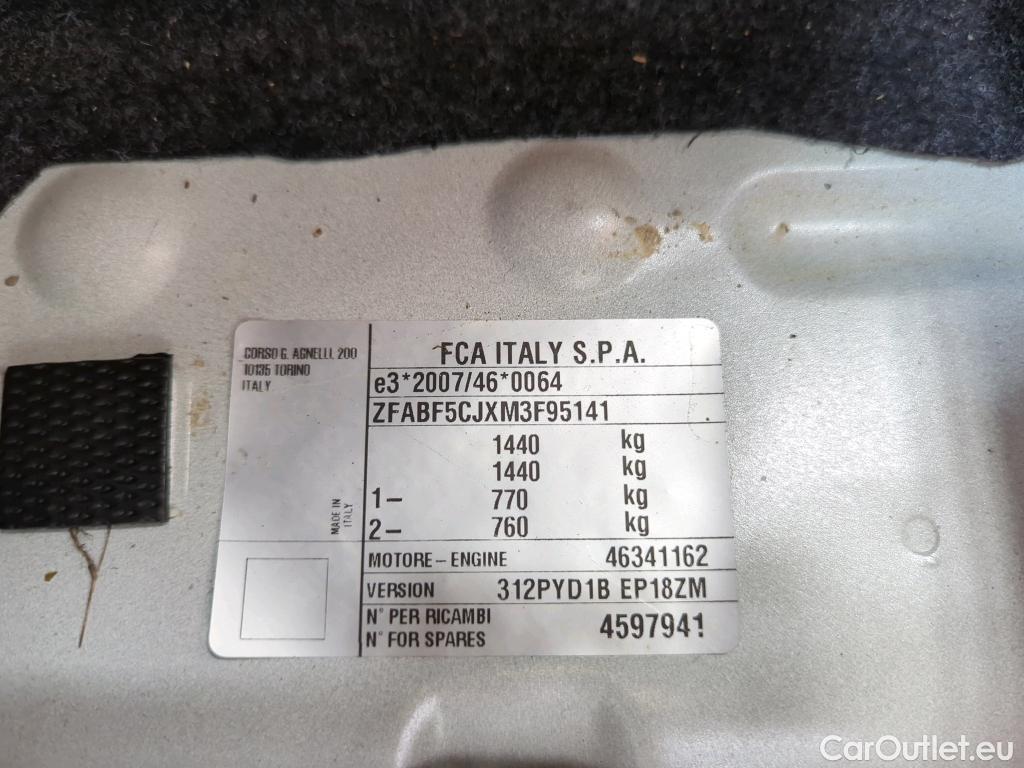 CORSO G. AGNELLI, 200
10135 TORINO
ITALY
MADE IN
ITALY
FCA ITALY S.P.A.
e3*2007/46*0064
ZFABF5CJXM3F95141
1440 kg
1440 kg
1– 770 kg
2– 760 kg
MOTORE – ENGINE 46341162
VERSION 312PYD1B EP18ZM
N° PER RICAMBI
N° FOR SPARES 4597941
CarOutlet.eu